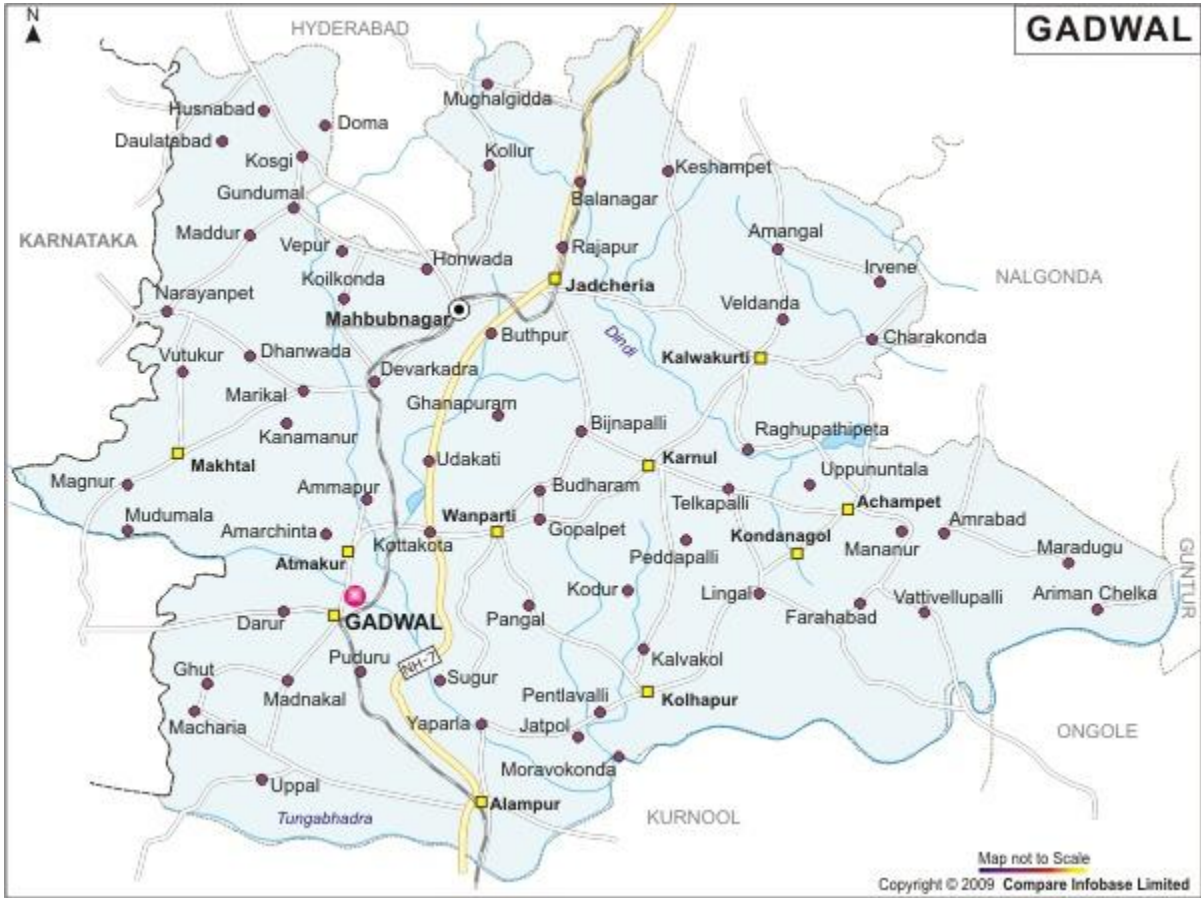 N
HYDERABAD
GADWAL
Mughalgidda
Husnabad
Doma
Daulatabad
Kosgi
Kollur
Keshampet
Gundumal
Balanagar
KARNATAKA
Maddur
Vepur
Honwada
Rajapur
Amangal
Irvene
NALGONDA
Koilkonda
Jadcheria
Narayanpet
Mahbubnagar
Veldanda
Buthpur
Dindi
Charakonda
Vutukur
Dhanwada
Kalwakurti
Devarkadra
Marikal
Ghanapuram
Kanamanur
Bijnapalli
Raghupathipeta
Makhtal
Udakati
Karnul
Uppununtala
Magnur
Ammapur
Budharam
Telkapalli
Achampet
Mudumala
Amarchinta
Wanparti
Gopalpet
Kondanagol
Amrabad
Kottakota
Peddapalli
Mananur
Maradugu
Atmakur
Kodur
Lingal
Vattivellupalli
Ariman Chelka
GUNTUR
Darur
GADWAL
Pangal
Farahabad
Puduru
NH-7
Kalvakol
Ghut
Madnakal
Sugur
Pentlavalli
Kolhapur
Macharia
Yaparla
Jatpol
ONGOLE
Moravokonda
Uppal
Alampur
Tungabhadra
KURNOOL
Map not to Scale
Copyright © 2009 Compare Infobase Limited